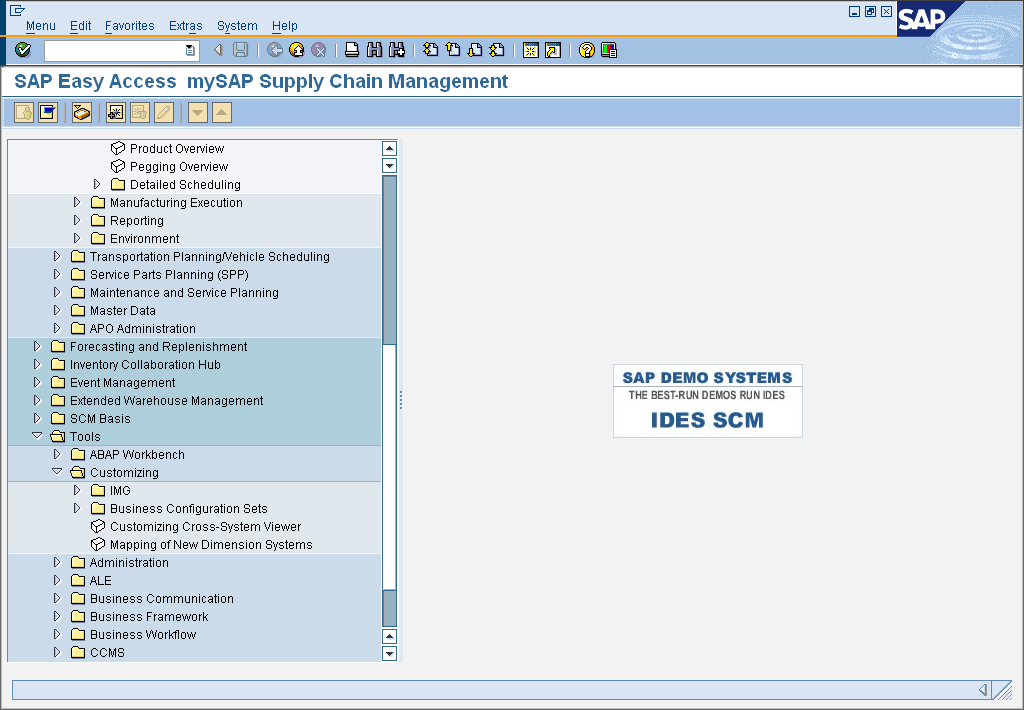 Menu Edit Favorites Extras System Help
SAP
SAP Easy Access mySAP Supply Chain Management
Product Overview
Pegging Overview
Detailed Scheduling
Manufacturing Execution
Reporting
Environment
Transportation Planning/Vehicle Scheduling
Service Parts Planning (SPP)
Maintenance and Service Planning
Master Data
APO Administration
Forecasting and Replenishment
Inventory Collaboration Hub
Event Management
Extended Warehouse Management
SCM Basis
Tools
ABAP Workbench
Customizing
IMG
Business Configuration Sets
Customizing Cross-System Viewer
Mapping of New Dimension Systems
Administration
ALE
Business Communication
Business Framework
Business Workflow
CCMS
SAP DEMO SYSTEMS
THE BEST-RUN DEMOS RUN IDES
IDES SCM